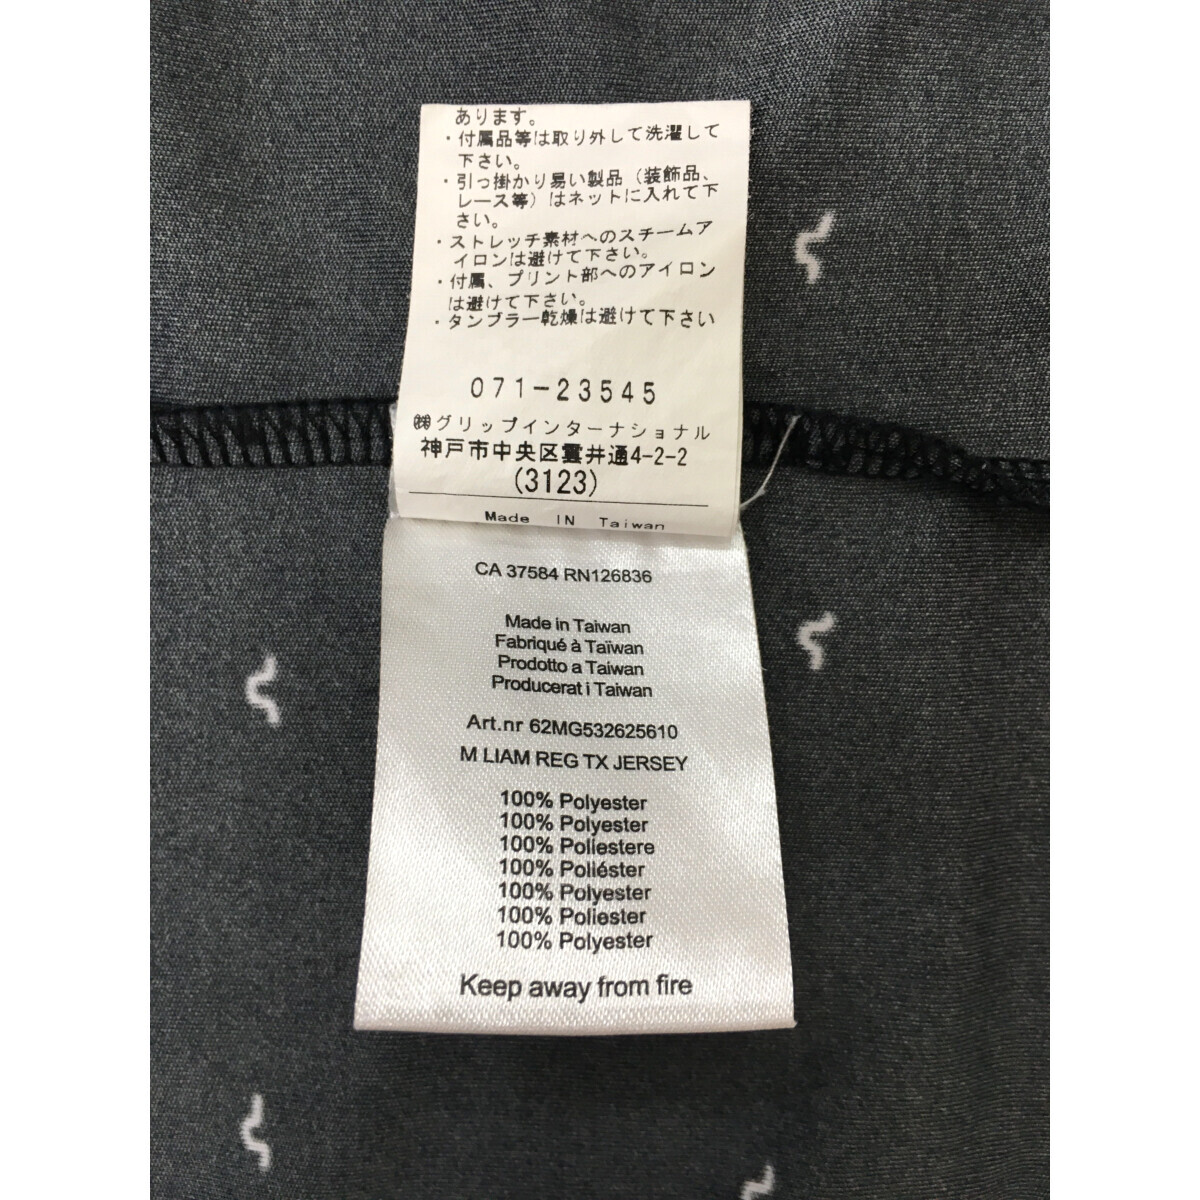 あります。
・付属品等は取り外して洗濯して
下さい。
・引っ掛かり易い製品（装飾品、
レース等）はネットに入れて下
さい。
・ストレッチ素材へのスチームア
イロンは避けて下さい。
・付属、プリント部へのアイロン
は避けて下さい。
・タンブラー乾燥は避けて下さい
071-23545
㈱グリップインターナショナル
神戸市中央区雲井通4-2-2
(3123)
Made IN Taiwan
CA 37584 RN126836
Made in Taiwan
Fabriqué à Taïwan
Prodotto a Taiwan
Producerat i Taiwan
Art.nr 62MG532625610
M LIAM REG TX JERSEY
100% Polyester
100% Polyester
100% Poliestere
100% Poliéster
100% Polyester
100% Poliester
100% Polyester
Keep away from fire